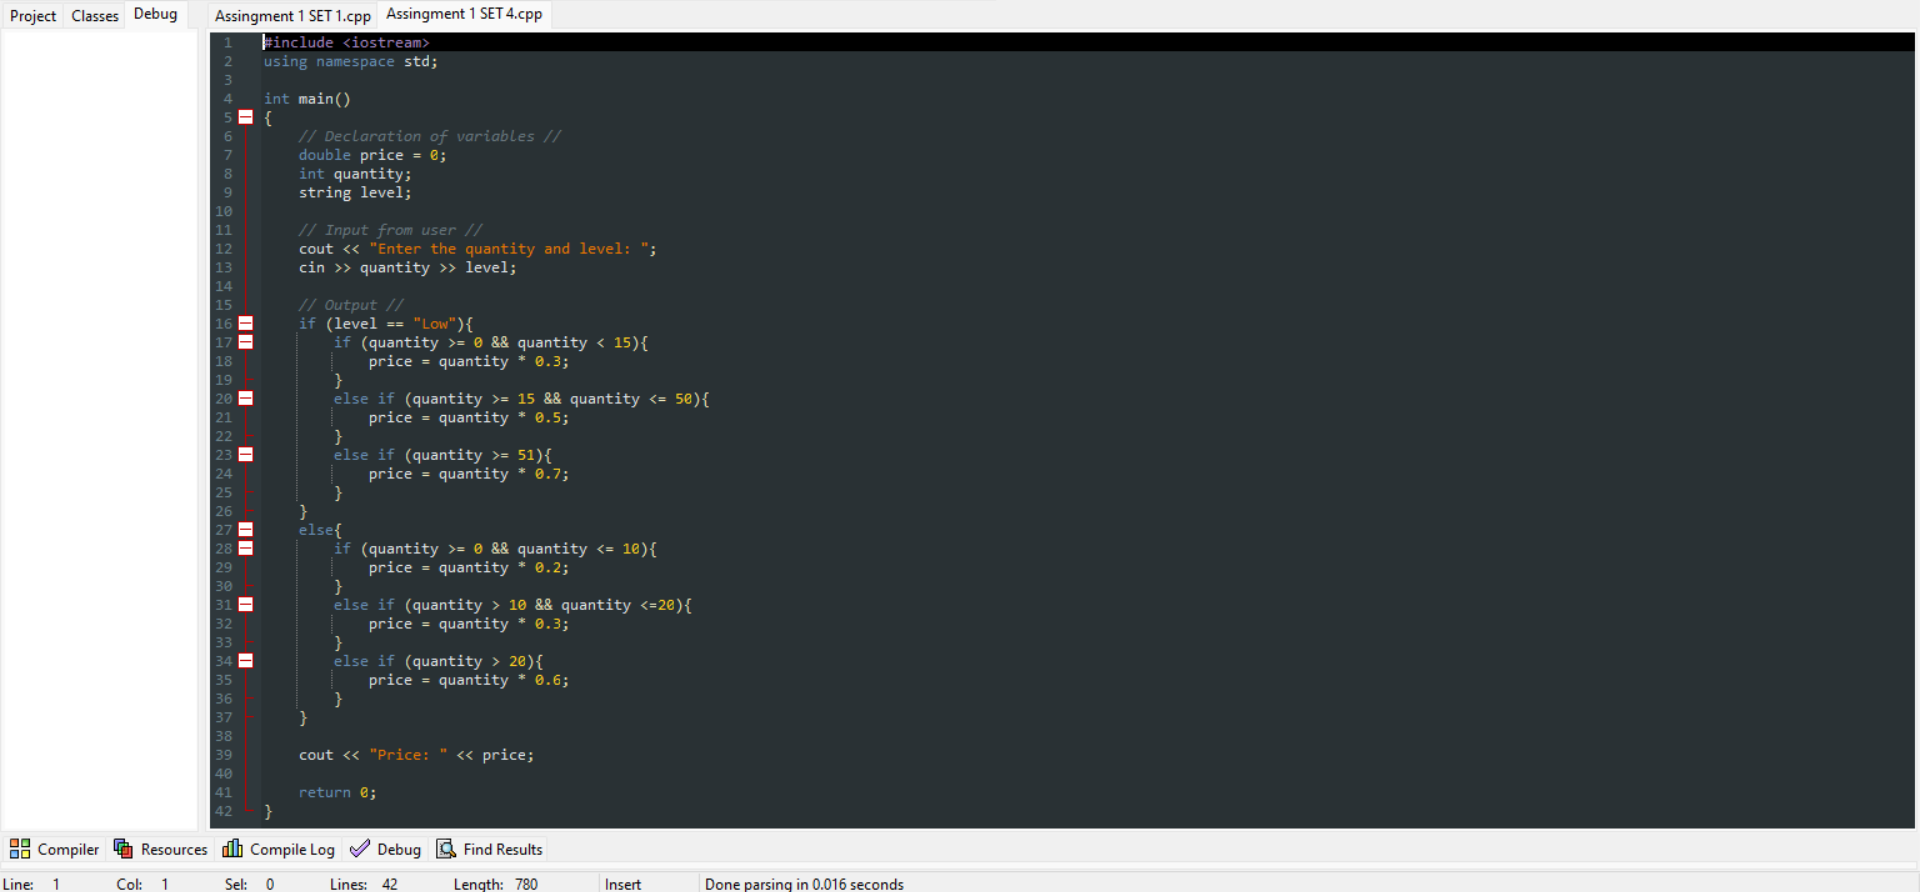 Project Classes Debug Assingment 1 SET 1.cpp Assingment 1 SET 4.cpp
1 #include <iostream>
2 using namespace std;
3
4 int main()
5 {
6 // Declaration of variables //
7 double price = 0;
8 int quantity;
9 string level;
10
11 // Input from user //
12 cout << "Enter the quantity and level: ";
13 cin >> quantity >> level;
14
15 // Output //
16 if (level == "Low"){
17 if (quantity >= 0 && quantity < 15){
18 price = quantity * 0.3;
19 }
20 else if (quantity >= 15 && quantity <= 50){
21 price = quantity * 0.5;
22 }
23 else if (quantity >= 51){
24 price = quantity * 0.7;
25 }
26 }
27 else{
28 if (quantity >= 0 && quantity <= 10){
29 price = quantity * 0.2;
30 }
31 else if (quantity > 10 && quantity <=20){
32 price = quantity * 0.3;
33 }
34 else if (quantity > 20){
35 price = quantity * 0.6;
36 }
37 }
38
39 cout << "Price: " << price;
40
41 return 0;
42 }
Compiler Resources Compile Log Debug Find Results
Line: 1 Col: 1 Sel: 0 Lines: 42 Length: 780 Insert Done parsing in 0.016 seconds